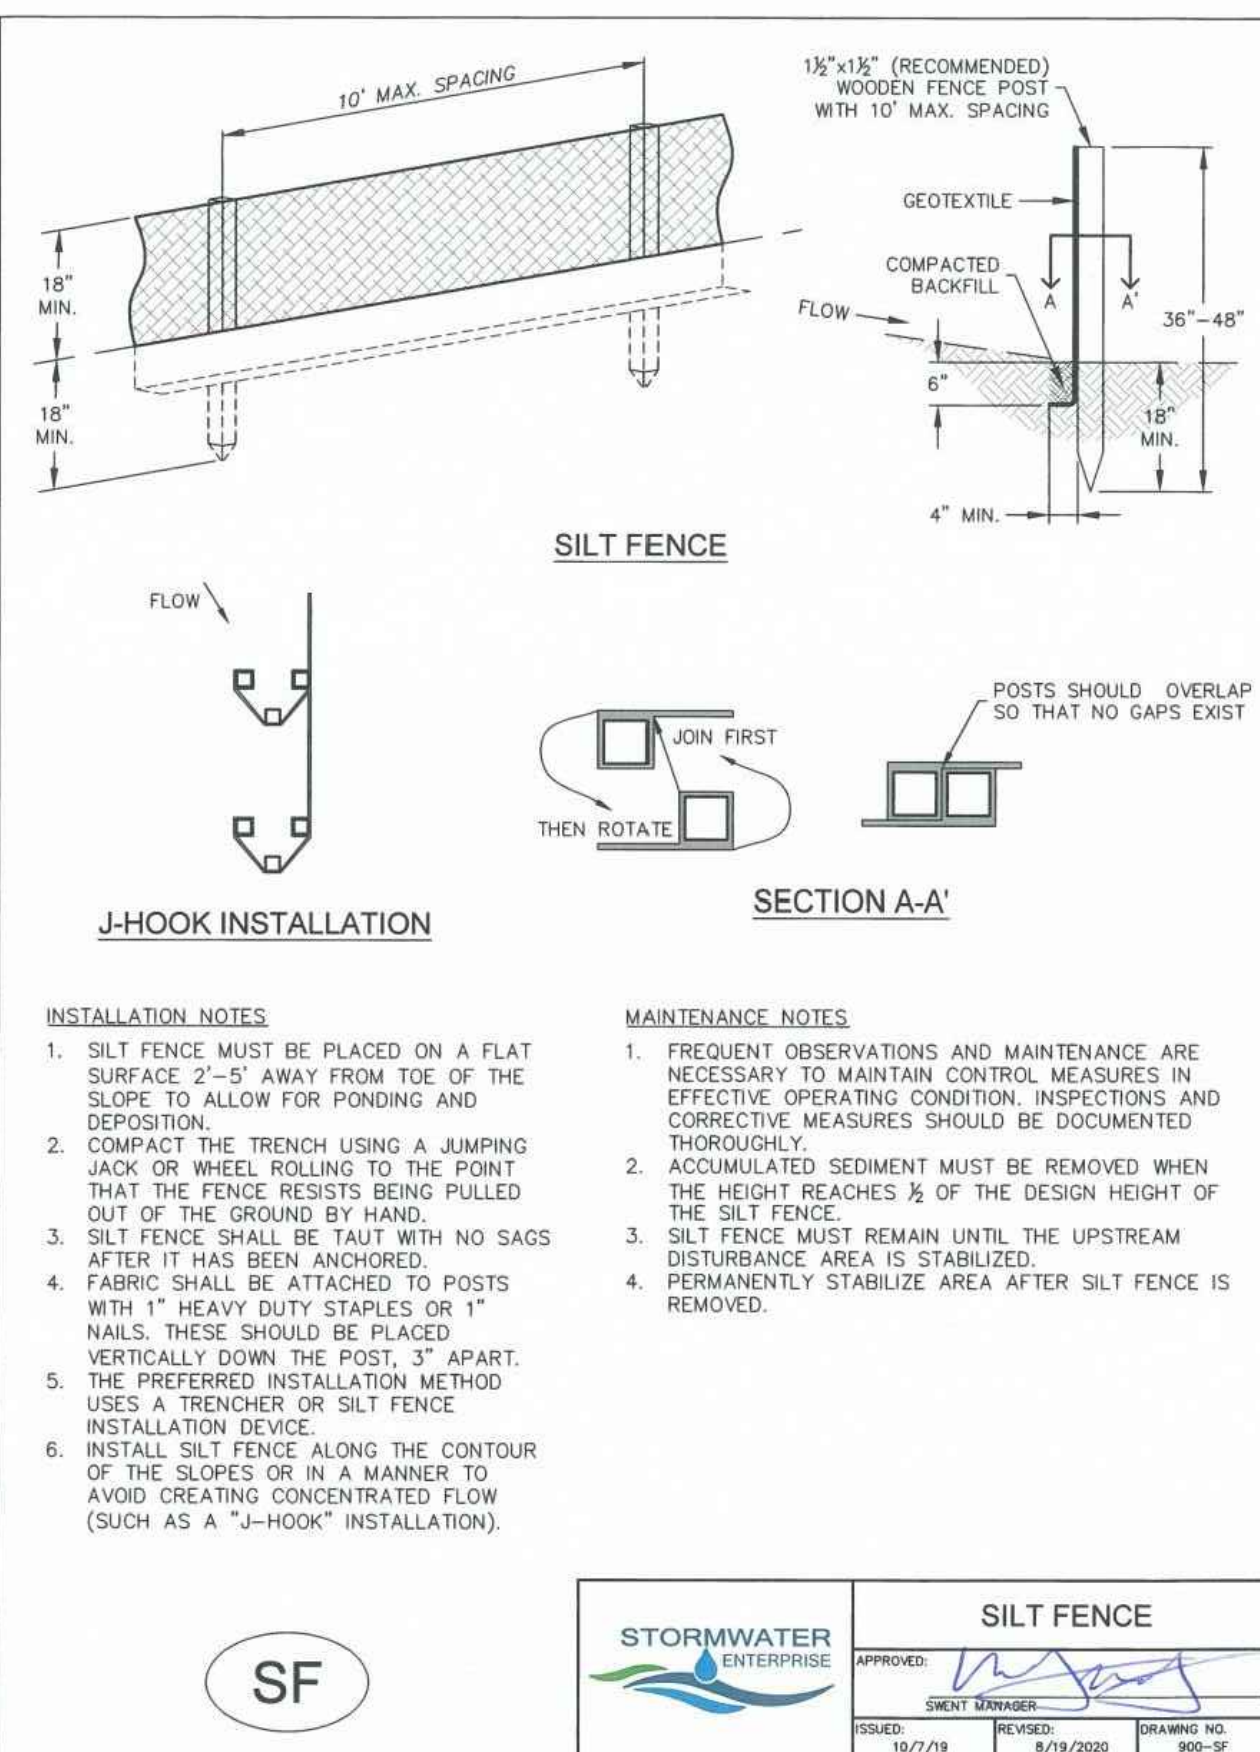 10' MAX. SPACING
18"
MIN.
18"
MIN.
1½"x1½" (RECOMMENDED)
WOODEN FENCE POST
WITH 10' MAX. SPACING
GEOTEXTILE
COMPACTED
BACKFILL
FLOW
A
A'
36"-48"
6"
18"
MIN.
4" MIN.
SILT FENCE
FLOW
J-HOOK INSTALLATION
JOIN FIRST
THEN ROTATE
POSTS SHOULD OVERLAP
SO THAT NO GAPS EXIST
SECTION A-A'
INSTALLATION NOTES
1. SILT FENCE MUST BE PLACED ON A FLAT
SURFACE 2'-5' AWAY FROM TOE OF THE
SLOPE TO ALLOW FOR PONDING AND
DEPOSITION.
2. COMPACT THE TRENCH USING A JUMPING
JACK OR WHEEL ROLLING TO THE POINT
THAT THE FENCE RESISTS BEING PULLED
OUT OF THE GROUND BY HAND.
3. SILT FENCE SHALL BE TAUT WITH NO SAGS
AFTER IT HAS BEEN ANCHORED.
4. FABRIC SHALL BE ATTACHED TO POSTS
WITH 1" HEAVY DUTY STAPLES OR 1"
NAILS. THESE SHOULD BE PLACED
VERTICALLY DOWN THE POST, 3" APART.
5. THE PREFERRED INSTALLATION METHOD
USES A TRENCHER OR SILT FENCE
INSTALLATION DEVICE.
6. INSTALL SILT FENCE ALONG THE CONTOUR
OF THE SLOPES OR IN A MANNER TO
AVOID CREATING CONCENTRATED FLOW
(SUCH AS A "J-HOOK" INSTALLATION).
MAINTENANCE NOTES
1. FREQUENT OBSERVATIONS AND MAINTENANCE ARE
NECESSARY TO MAINTAIN CONTROL MEASURES IN
EFFECTIVE OPERATING CONDITION. INSPECTIONS AND
CORRECTIVE MEASURES SHOULD BE DOCUMENTED
THOROUGHLY.
2. ACCUMULATED SEDIMENT MUST BE REMOVED WHEN
THE HEIGHT REACHES ½ OF THE DESIGN HEIGHT OF
THE SILT FENCE.
3. SILT FENCE MUST REMAIN UNTIL THE UPSTREAM
DISTURBANCE AREA IS STABILIZED.
4. PERMANENTLY STABILIZE AREA AFTER SILT FENCE IS
REMOVED.
SF
STORMWATER
ENTERPRISE
SILT FENCE
APPROVED:
SWENT MANAGER
ISSUED:
10/7/19
REVISED:
8/19/2020
DRAWING NO.
900-SF